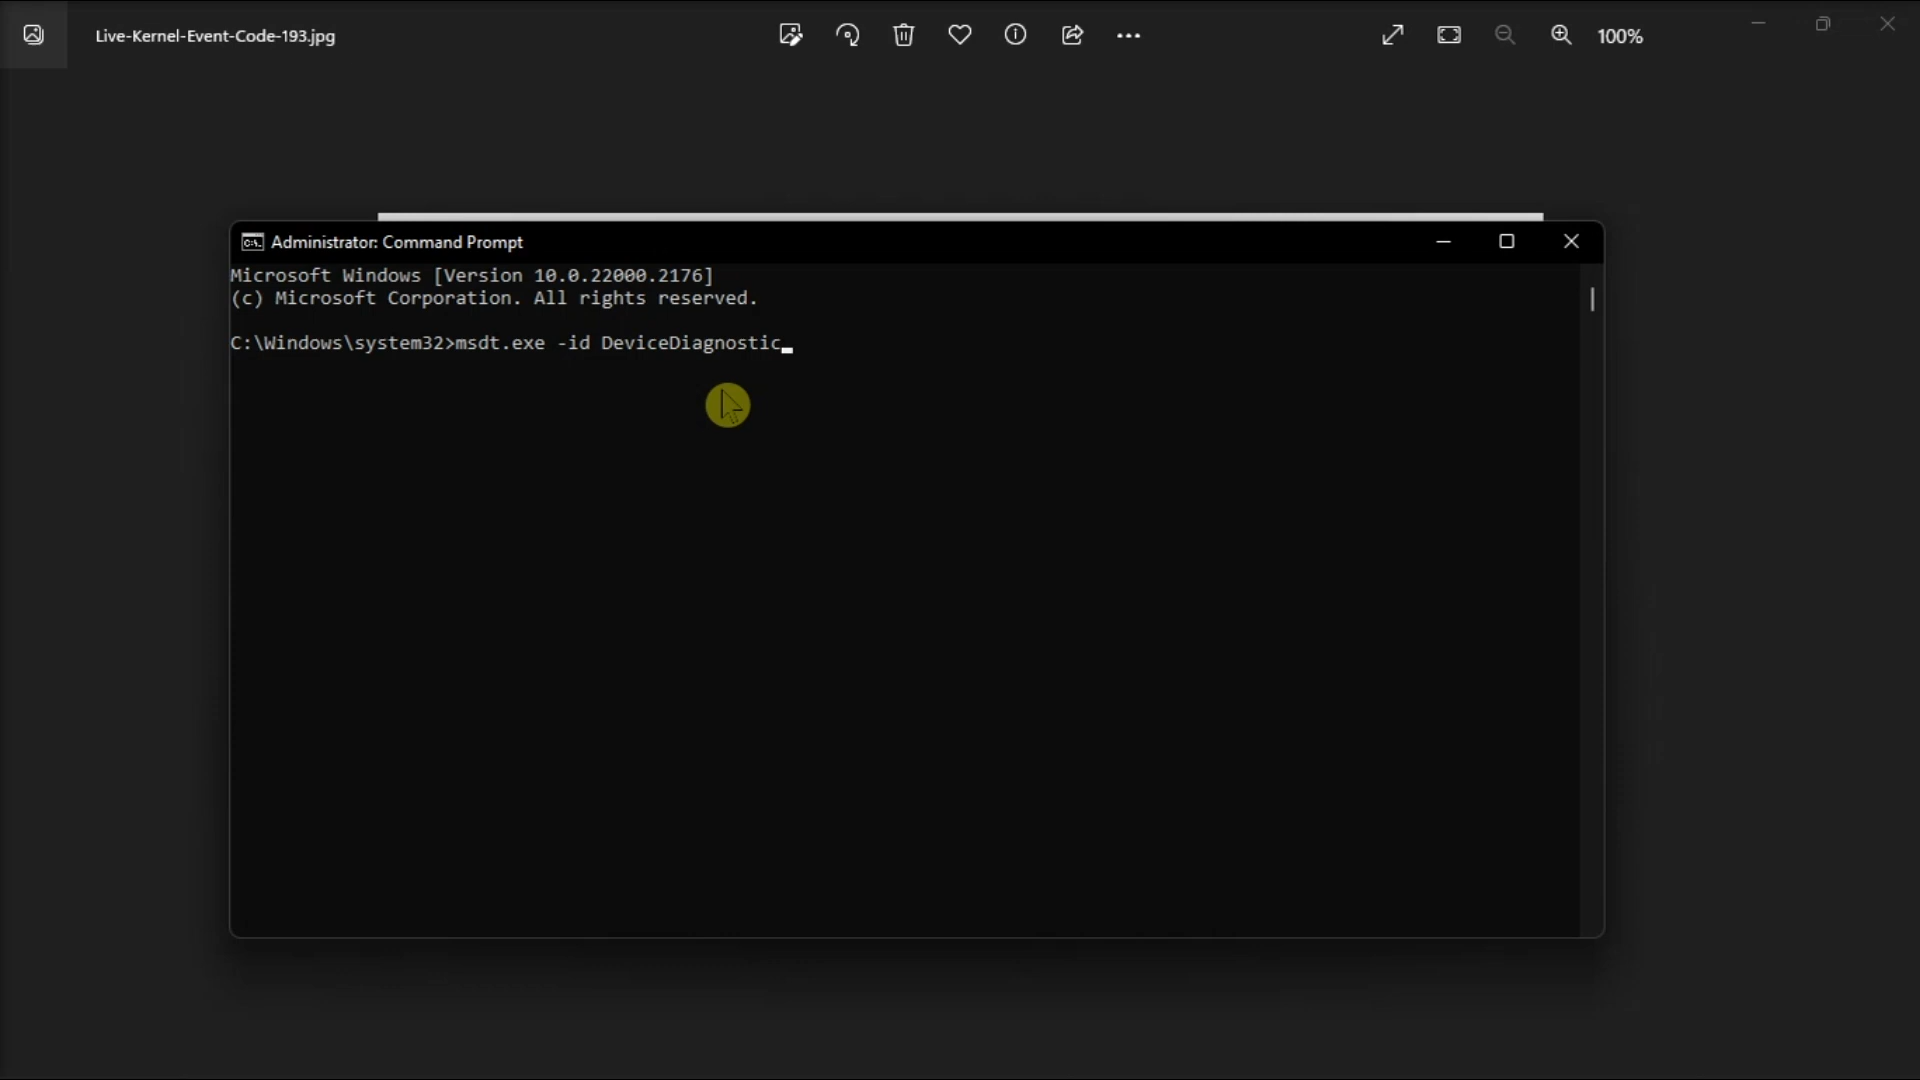 Live-Kernel-Event-Code-193.jpg
100%
Administrator: Command Prompt
Microsoft Windows [Version 10.0.22000.2176]
(c) Microsoft Corporation. All rights reserved.
C:\Windows\system32>msdt.exe -id DeviceDiagnostic